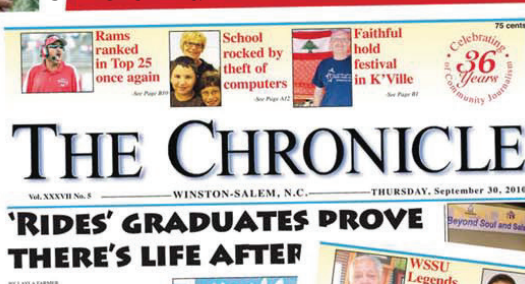 75 cents
Rams
ranked
in Top 25
once again
-See Page B10
School
rocked by
theft of
computers
-See Page A12
Faithful
hold
festival
in K'Ville
-See Page B1
Celebrating
36
Years
of Community Journalism
THE CHRONICLE
Vol. XXXVII No. 5
WINSTON-SALEM, N.C.
THURSDAY, September 30, 2010
'RIDES' GRADUATES PROVE
THERE'S LIFE AFTER
Beyond Soul and
WSSU
Legends